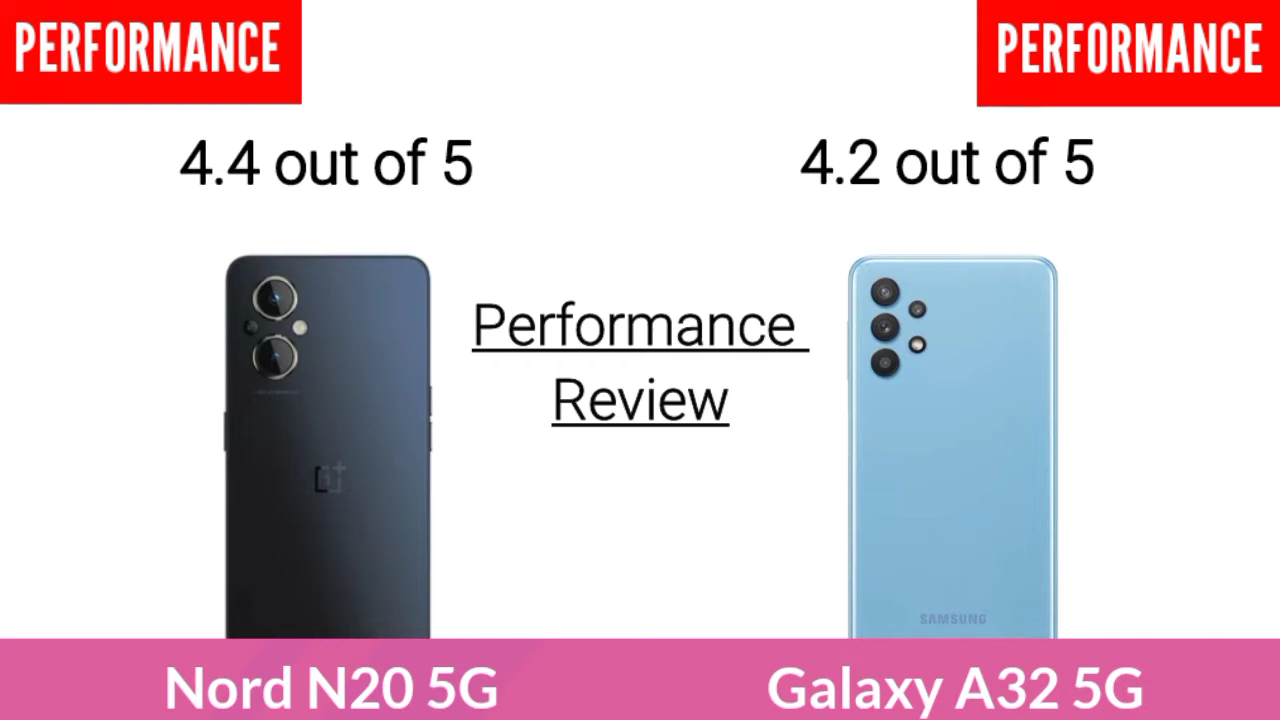 PERFORMANCE
PERFORMANCE
4.4 out of 5
4.2 out of 5
Performance
Review
SAMSUNG
Nord N20 5G
Galaxy A32 5G